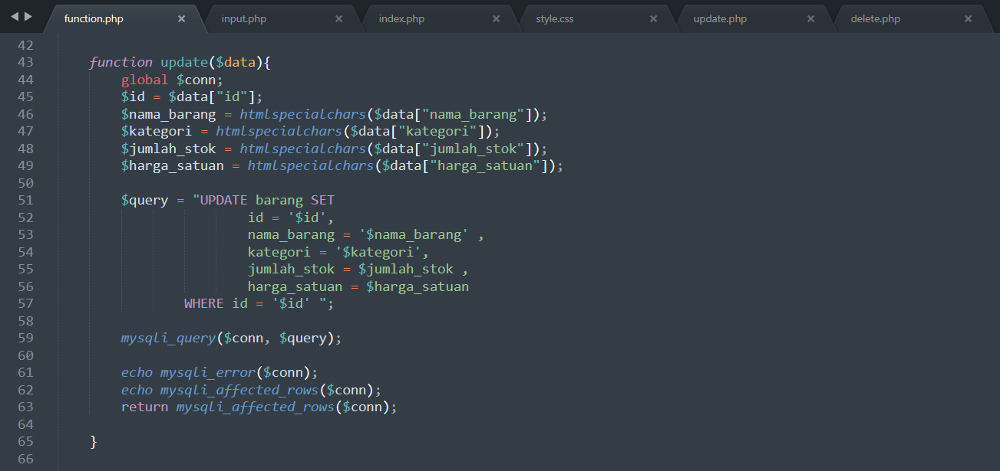 function.php input.php index.php style.css update.php delete.php
42
43 function update($data){
44 global $conn;
45 $id = $data["id"];
46 $nama_barang = htmlspecialchars($data["nama_barang"]);
47 $kategori = htmlspecialchars($data["kategori"]);
48 $jumlah_stok = htmlspecialchars($data["jumlah_stok"]);
49 $harga_satuan = htmlspecialchars($data["harga_satuan"]);
50
51 $query = "UPDATE barang SET
52 id = '$id',
53 nama_barang = '$nama_barang' ,
54 kategori = '$kategori',
55 jumlah_stok = $jumlah_stok ,
56 harga_satuan = $harga_satuan
57 WHERE id = '$id' ";
58
59 mysqli_query($conn, $query);
60
61 echo mysqli_error($conn);
62 echo mysqli_affected_rows($conn);
63 return mysqli_affected_rows($conn);
64
65 }
66